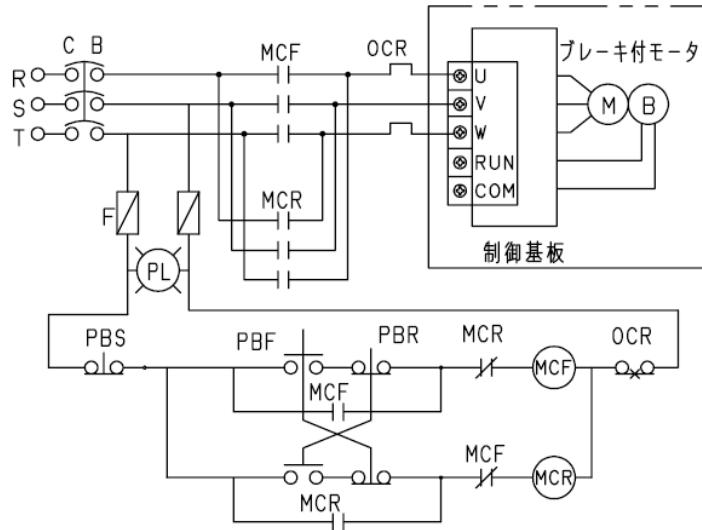 C B MCF OCR
ブレーキ付モータ
R U
S V M B
T W
RUN
MCR COM
F 制御基板
PL
PBS PBF PBR MCR OCR
MCF
MCF
MCF
MCR
MCR